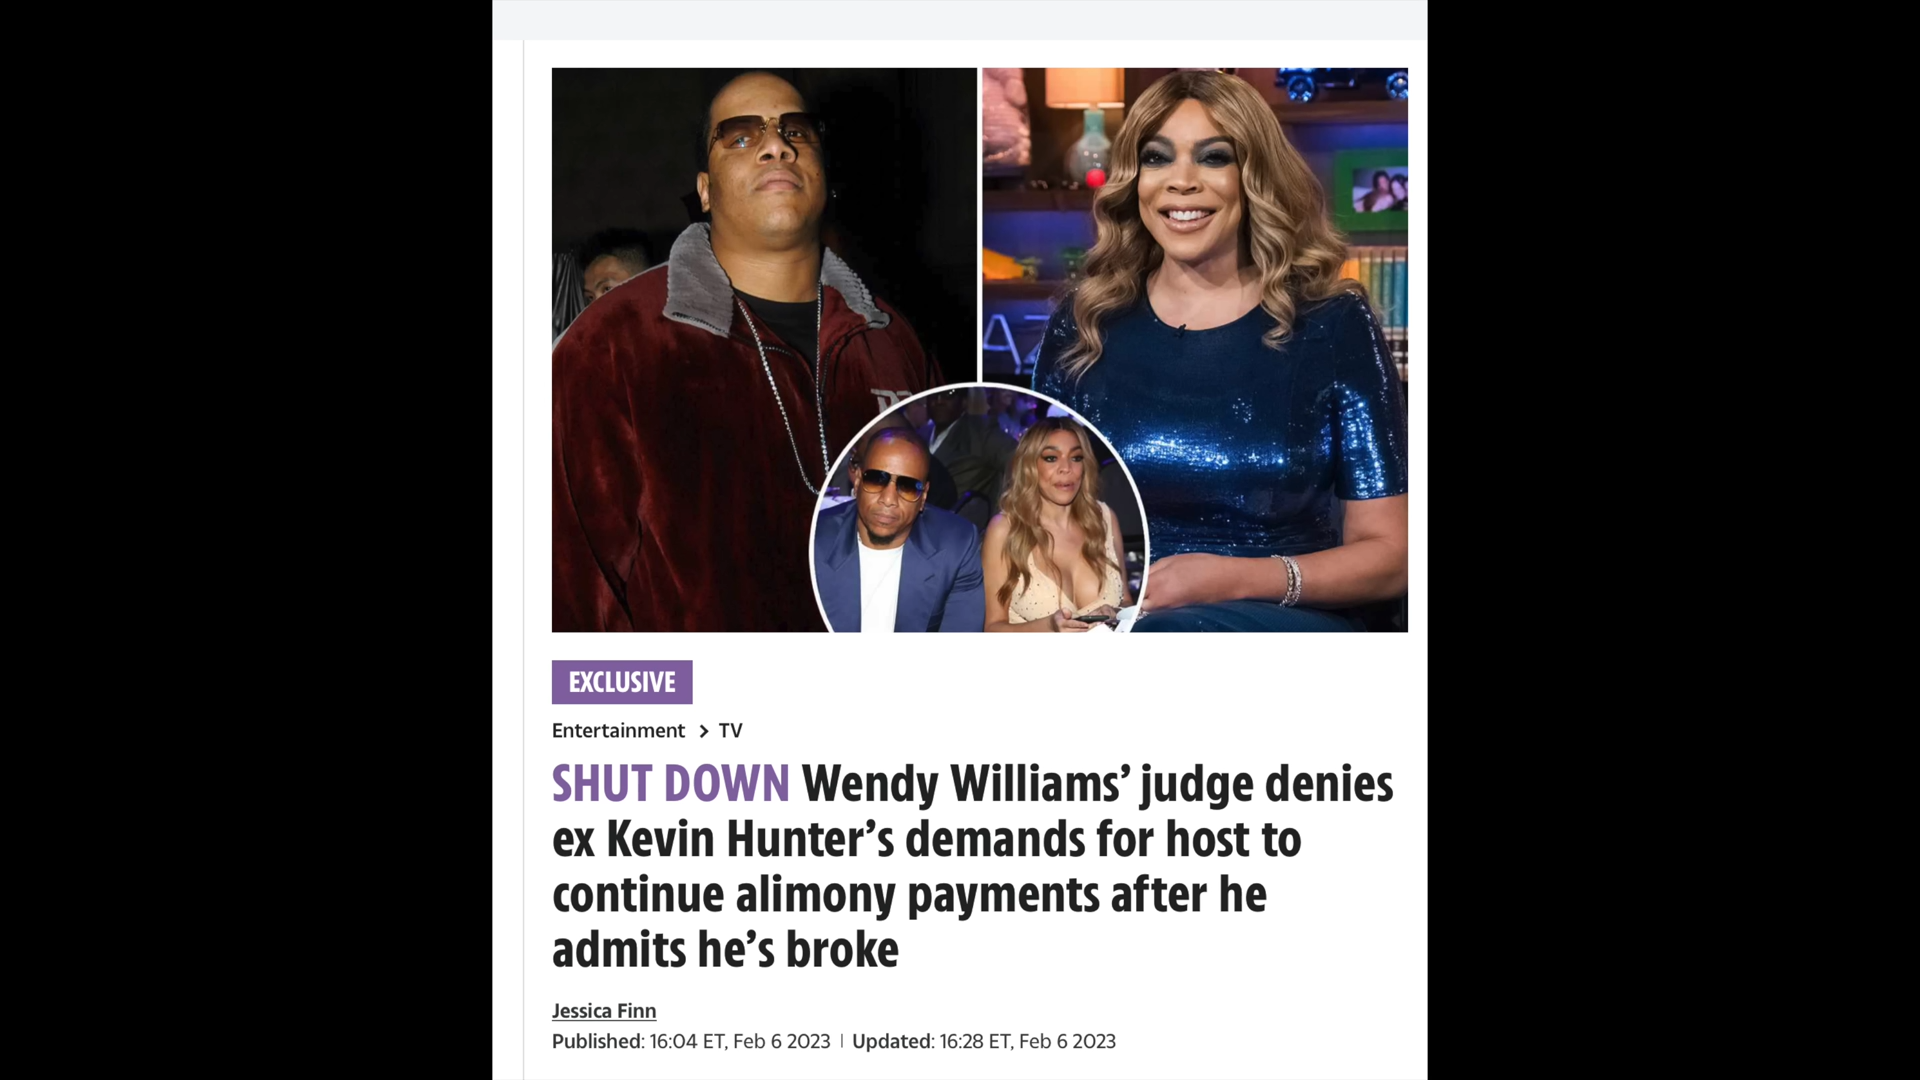 AZ
EXCLUSIVE
Entertainment > TV
SHUT DOWN Wendy Williams’ judge denies
ex Kevin Hunter’s demands for host to
continue alimony payments after he
admits he’s broke
Jessica Finn
Published: 16:04 ET, Feb 6 2023 | Updated: 16:28 ET, Feb 6 2023